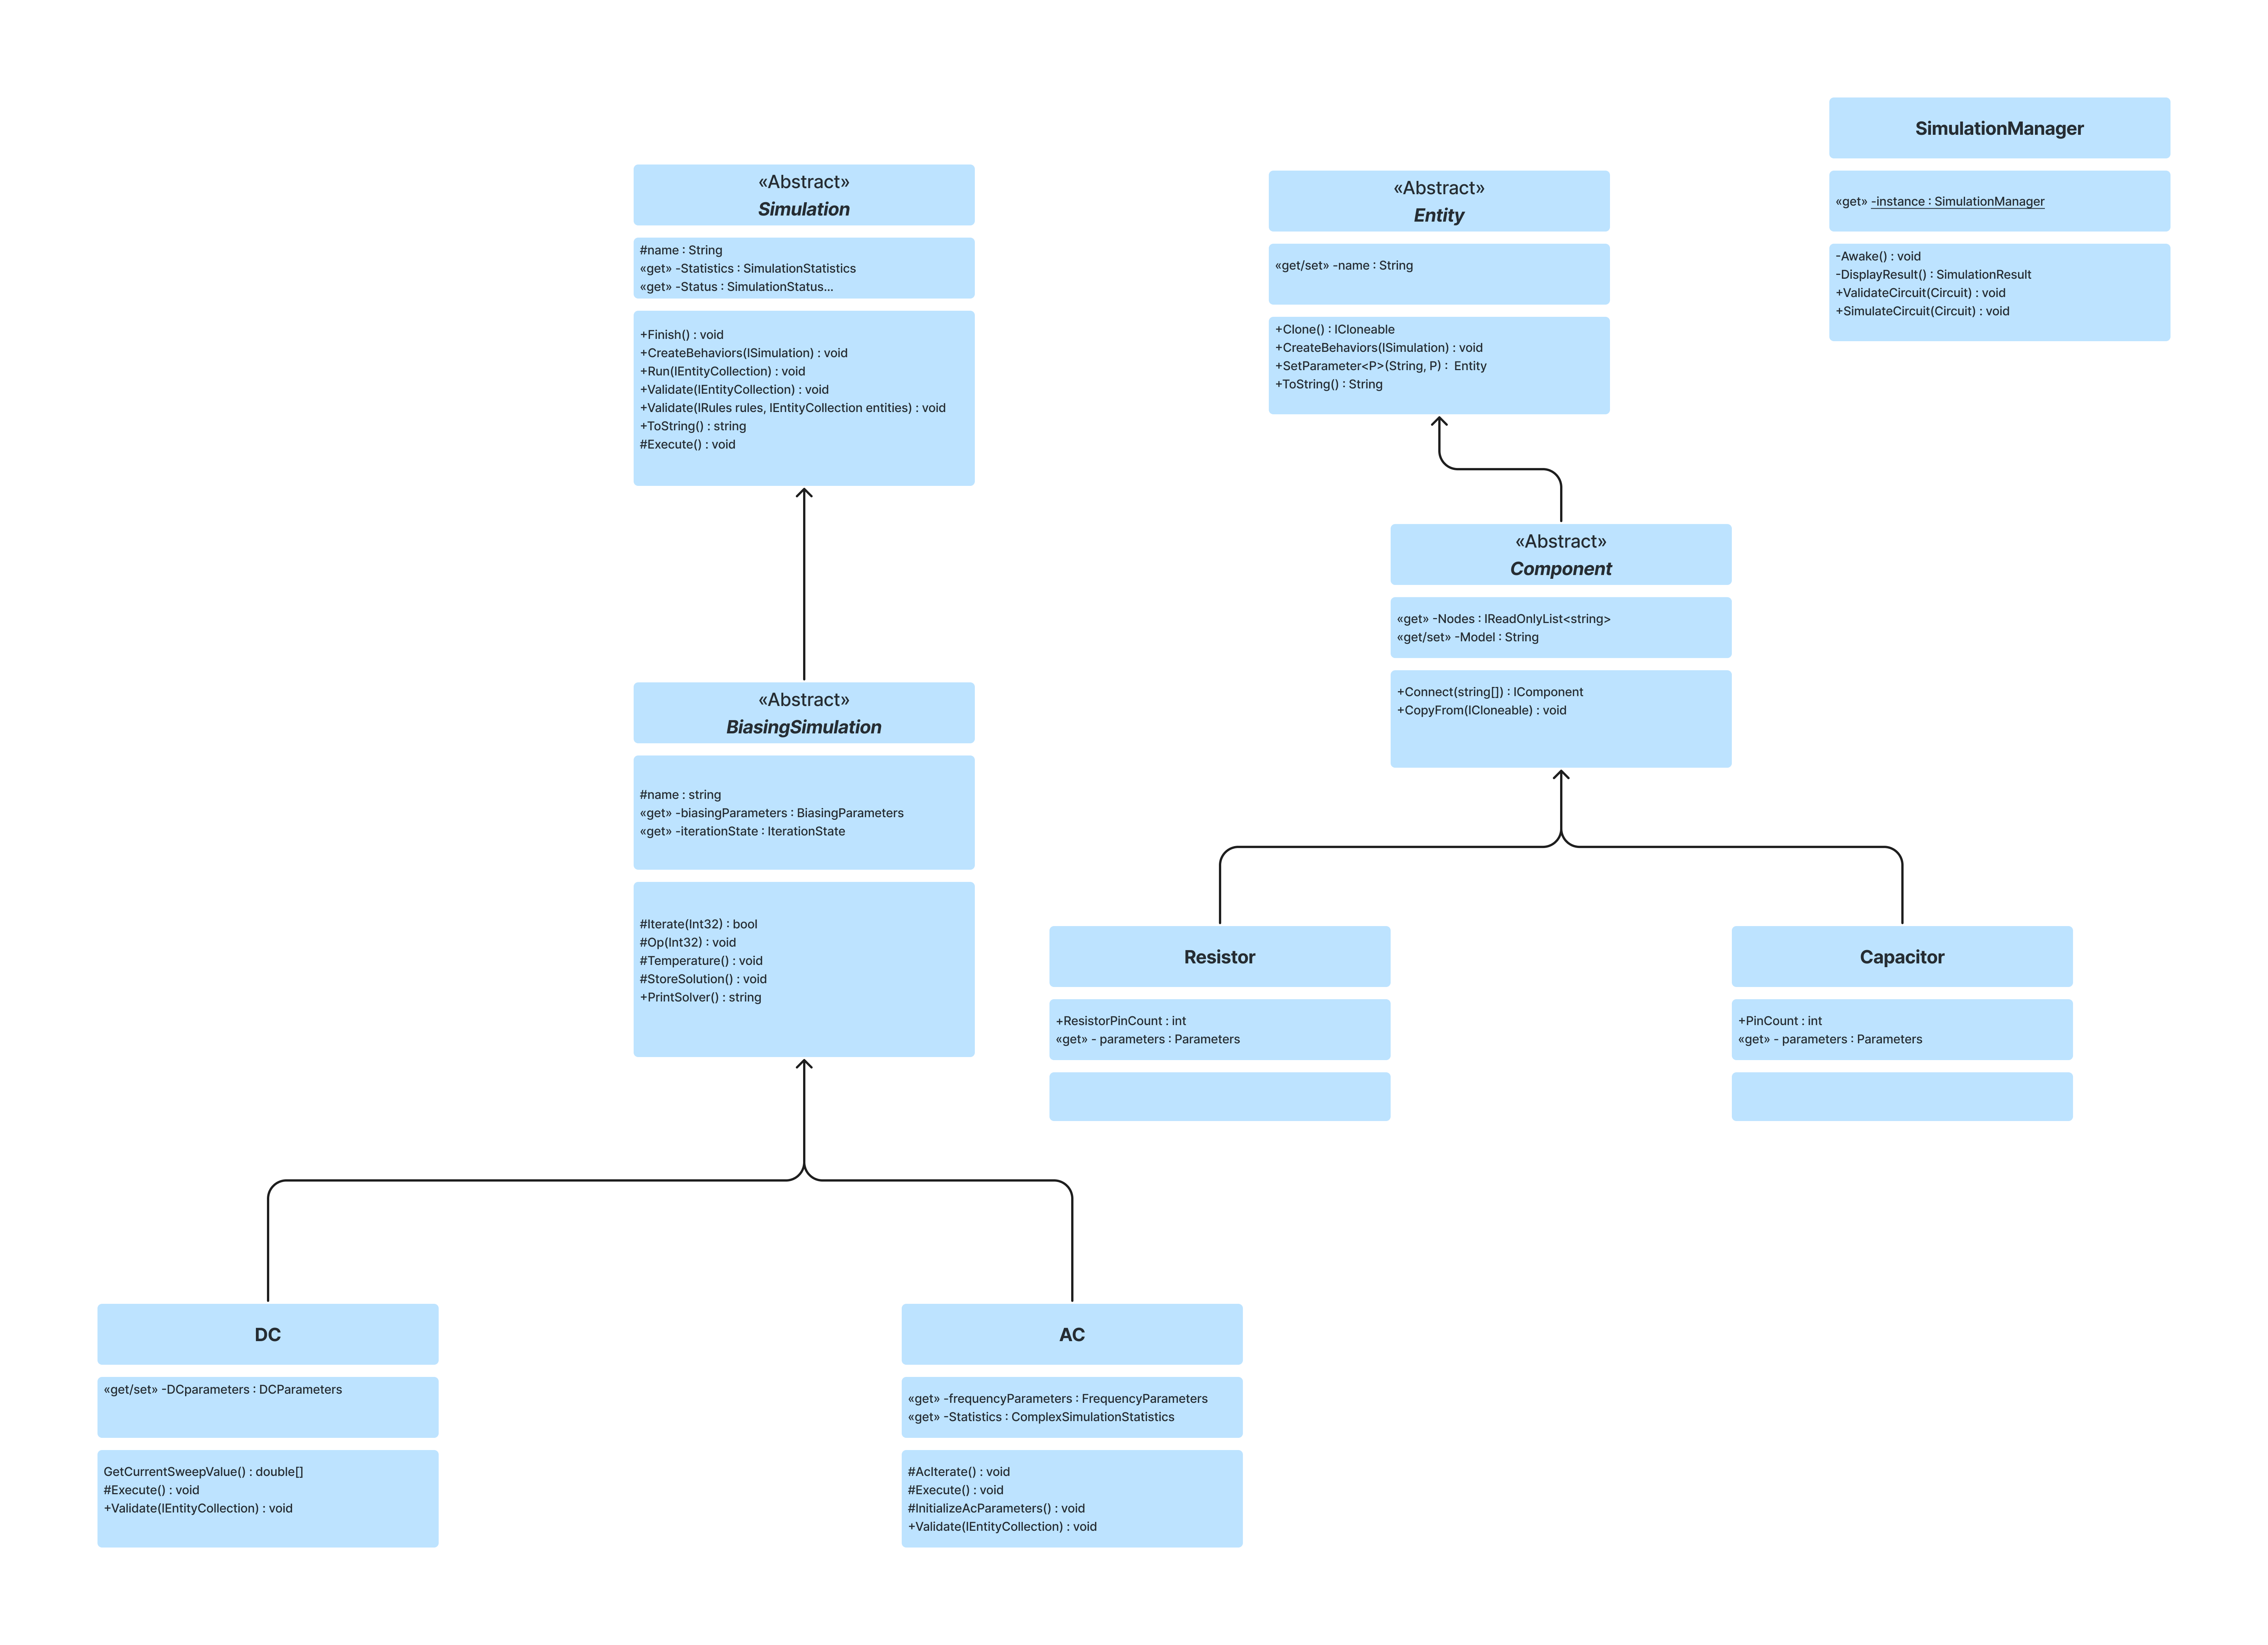 «Abstract»
Simulation
#name : String
«get» -Statistics : SimulationStatistics
«get» -Status : SimulationStatus...
+Finish() : void
+CreateBehaviors(ISimulation) : void
+Run(IEntityCollection) : void
+Validate(IEntityCollection) : void
+Validate(IRules rules, IEntityCollection entities) : void
+ToString() : string
#Execute() : void
«Abstract»
BiasingSimulation
#name : string
«get» -biasingParameters : BiasingParameters
«get» -iterationState : IterationState
#Iterate(Int32) : bool
#Op(Int32) : void
#Temperature() : void
#StoreSolution() : void
+PrintSolver() : string
DC
«get/set» -DCparameters : DCParameters
GetCurrentSweepValue() : double[]
#Execute() : void
+Validate(IEntityCollection) : void
AC
«get» -frequencyParameters : FrequencyParameters
«get» -Statistics : ComplexSimulationStatistics
#AcIterate() : void
#Execute() : void
#InitializeAcParameters() : void
+Validate(IEntityCollection) : void
«Abstract»
Entity
«get/set» -name : String
+Clone() : ICloneable
+CreateBehaviors(ISimulation) : void
+SetParameter<P>(String, P) :  Entity
+ToString() : String
«Abstract»
Component
«get» -Nodes : IReadOnlyList<string>
«get/set» -Model : String
+Connect(string[]) : IComponent
+CopyFrom(ICloneable) : void
Resistor
+ResistorPinCount : int
«get» - parameters : Parameters
Capacitor
+PinCount : int
«get» - parameters : Parameters
SimulationManager
«get» -instance : SimulationManager
-Awake() : void
-DisplayResult() : SimulationResult
+ValidateCircuit(Circuit) : void
+SimulateCircuit(Circuit) : void